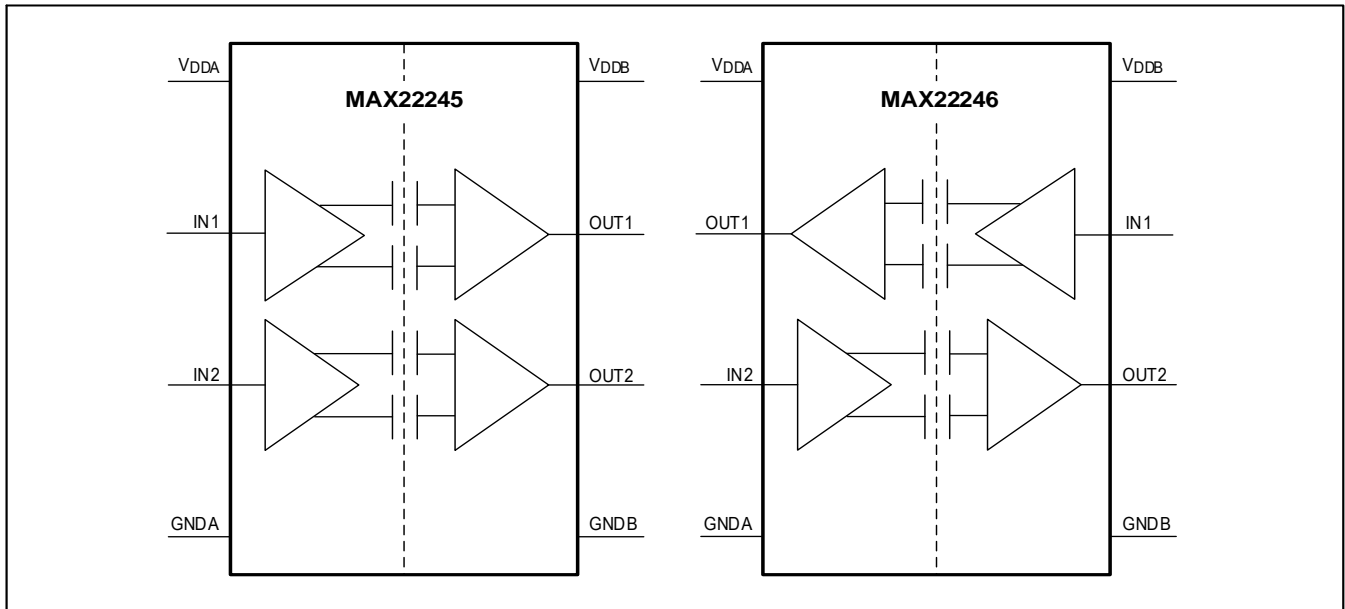 VDDA
VDDB
MAX22245
IN1
OUT1
IN2
OUT2
GNDA
GNDB
VDDA
VDDB
MAX22246
OUT1
IN1
IN2
OUT2
GNDA
GNDB